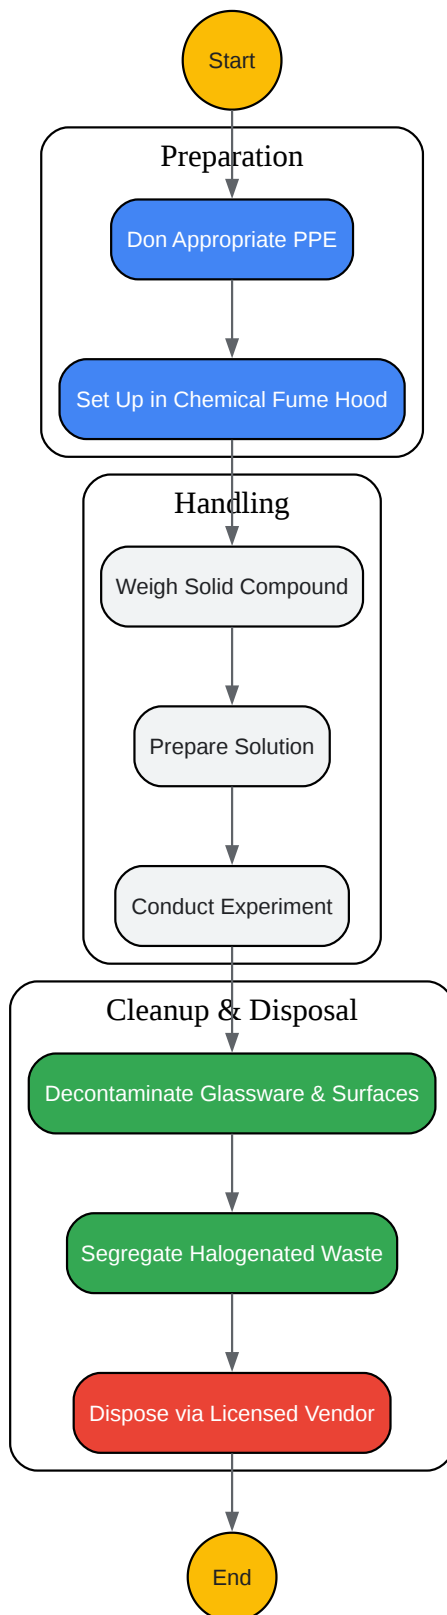 Start
Preparation
Don Appropriate PPE
Set Up in Chemical Fume Hood
Handling
Weigh Solid Compound
Prepare Solution
Conduct Experiment
Cleanup & Disposal
Decontaminate Glassware & Surfaces
Segregate Halogenated Waste
Dispose via Licensed Vendor
End